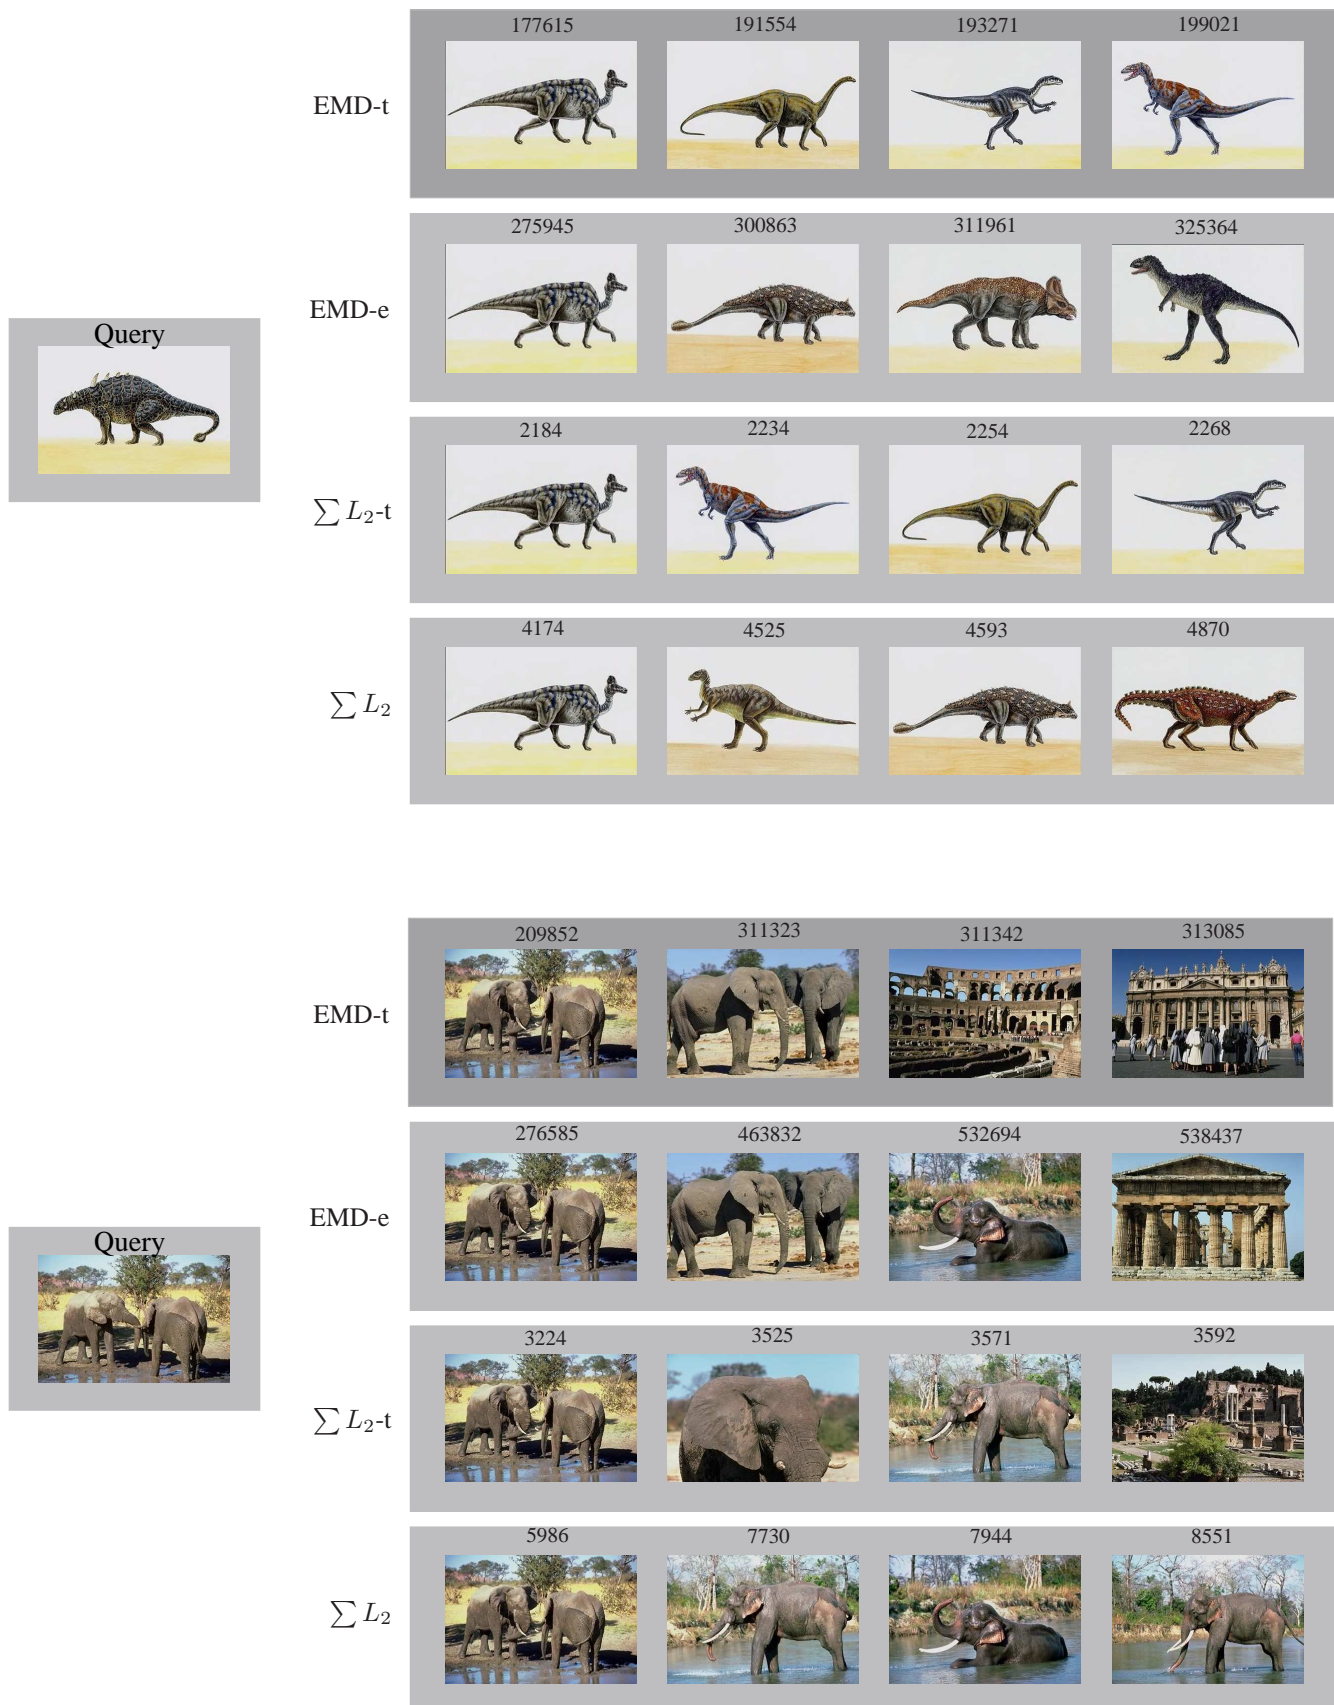 177615 191554 193271 199021
EMD-t
275945 300863 311961 325364
EMD-e
Query
2184 2234 2254 2268
∑ L₂-t
4174 4525 4593 4870
∑ L₂
209852 311323 311342 313085
EMD-t
276585 463832 532694 538437
EMD-e
Query
3224 3525 3571 3592
∑ L₂-t
5986 7730 7944 8551
∑ L₂